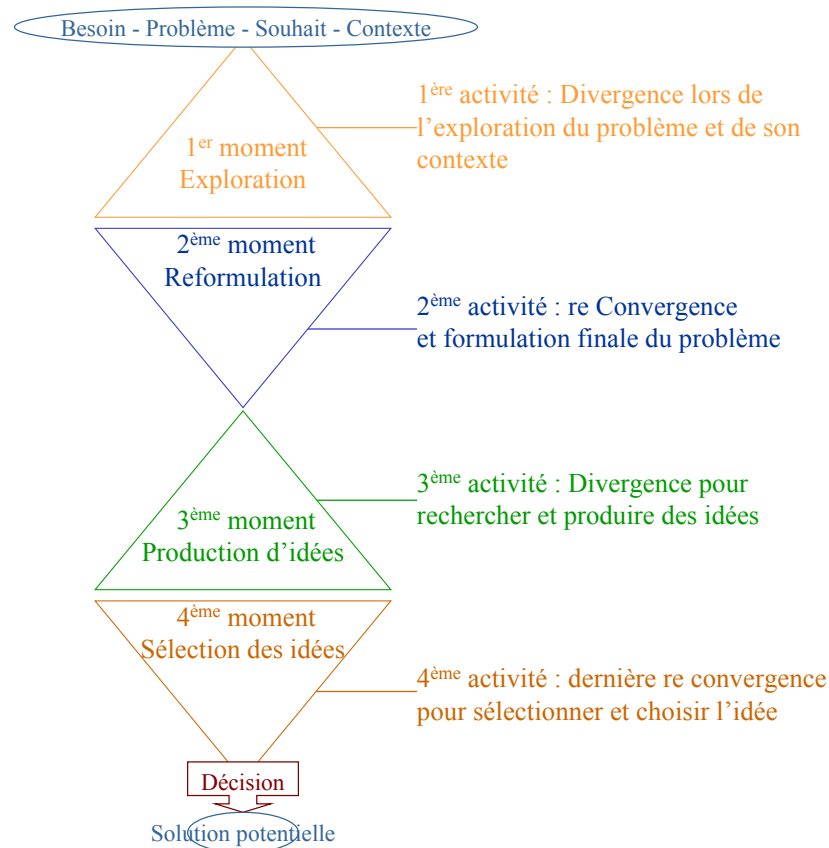 Besoin - Problème - Souhait - Contexte
1ère activité : Divergence lors de
l’exploration du problème et de son
contexte
1er moment
Exploration
2ème moment
Reformulation
2ème activité : re Convergence
et formulation finale du problème
3ème activité : Divergence pour
rechercher et produire des idées
3ème moment
Production d’idées
4ème moment
Sélection des idées
4ème activité : dernière re convergence
pour sélectionner et choisir l’idée
Décision
Solution potentielle